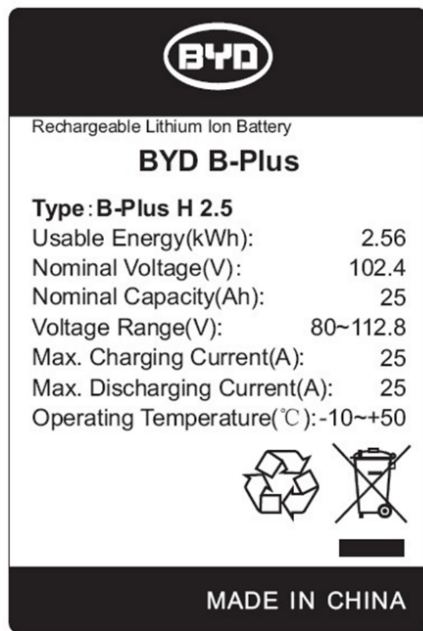 BYD
Rechargeable Lithium Ion Battery
BYD B-Plus
Type:B-Plus H 2.5
Usable Energy(kWh): 2.56
Nominal Voltage(V): 102.4
Nominal Capacity(Ah): 25
Voltage Range(V): 80~112.8
Max. Charging Current(A): 25
Max. Discharging Current(A): 25
Operating Temperature(℃):-10~+50
MADE IN CHINA